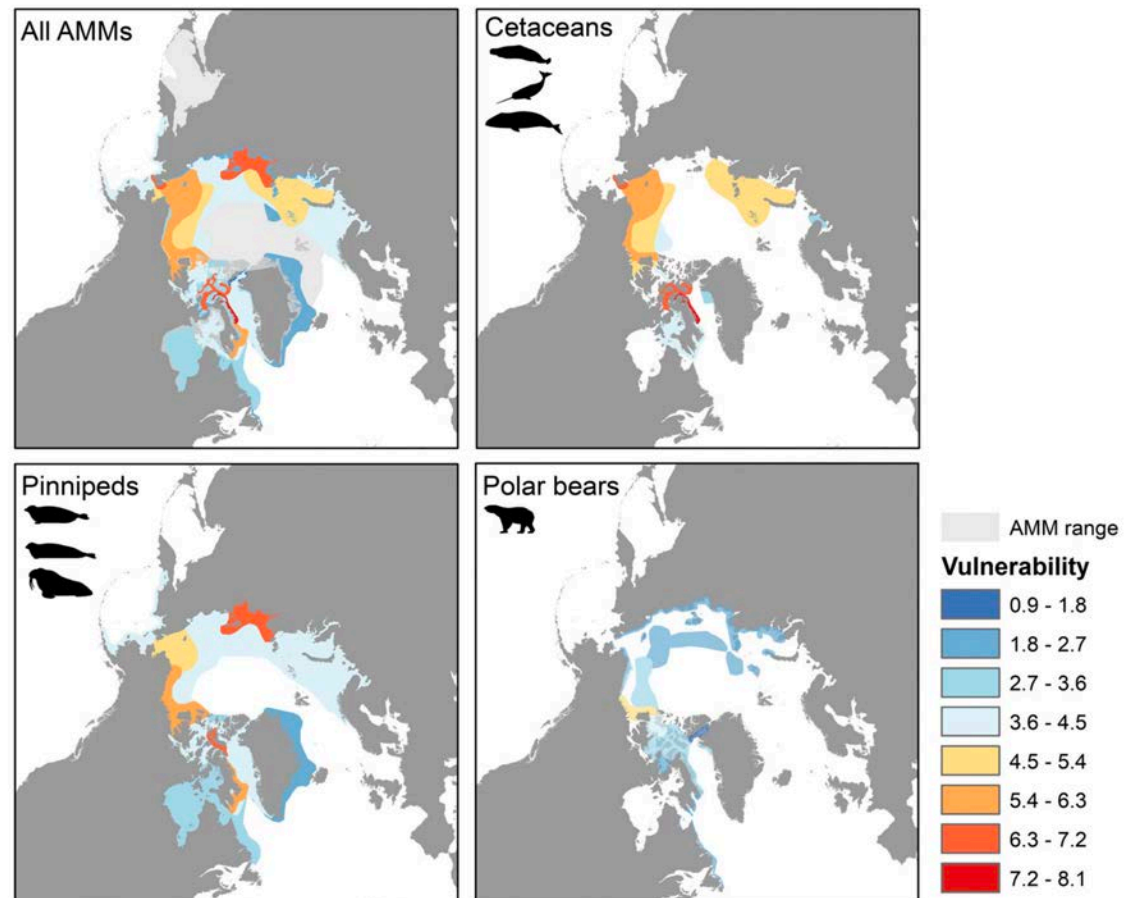 All AMMs
Cetaceans
Pinnipeds
Polar bears
AMM range
Vulnerability
0.9 - 1.8
1.8 - 2.7
2.7 - 3.6
3.6 - 4.5
4.5 - 5.4
5.4 - 6.3
6.3 - 7.2
7.2 - 8.1